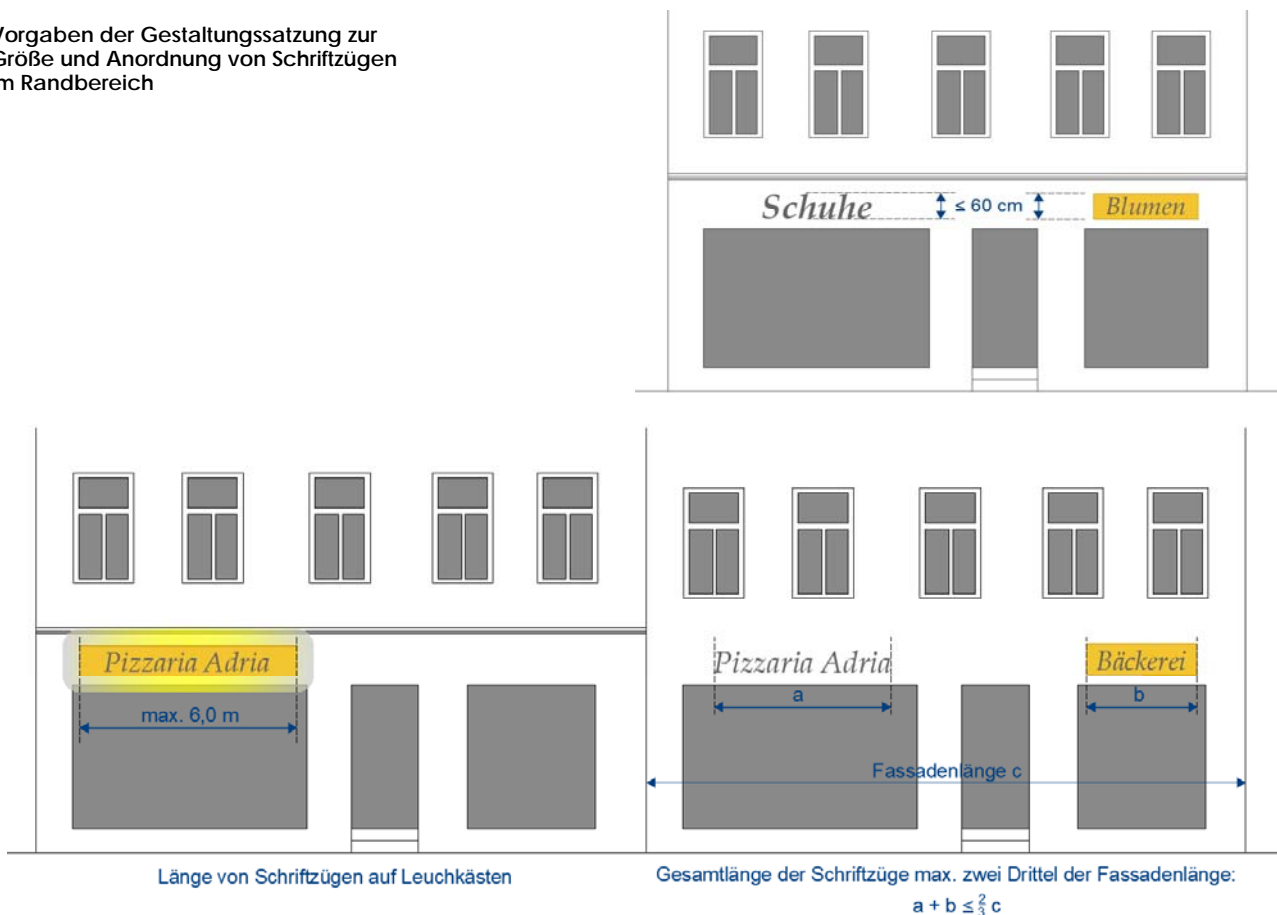 Vorgaben der Gestaltungssatzung zur
Größe und Anordnung von Schriftzügen
im Randbereich
Schuhe
≤ 60 cm
Blumen
Pizzaria Adria
max. 6,0 m
Pizzaria Adria
a
Bäckerei
b
Fassadenlänge c
Länge von Schriftzügen auf Leuchkästen
Gesamtlänge der Schriftzüge max. zwei Drittel der Fassadenlänge:
a + b ≤ 2/3 c